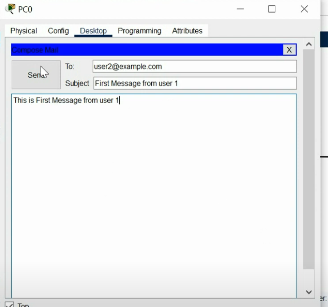 PC0
Physical Config Desktop Programming Attributes
Compose Mail X
Send To: user2@example.com
Subject First Message from user 1
This is First Message from user 1
Top